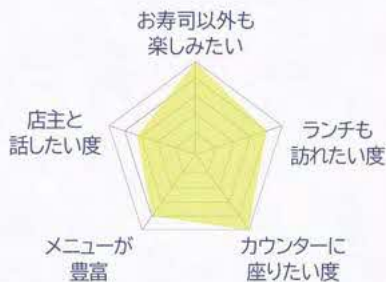 お寿司以外も
楽しみたい
店主と
話したい度
ランチも
訪れたい度
メニューが
豊富
カウンターに
座りたい度